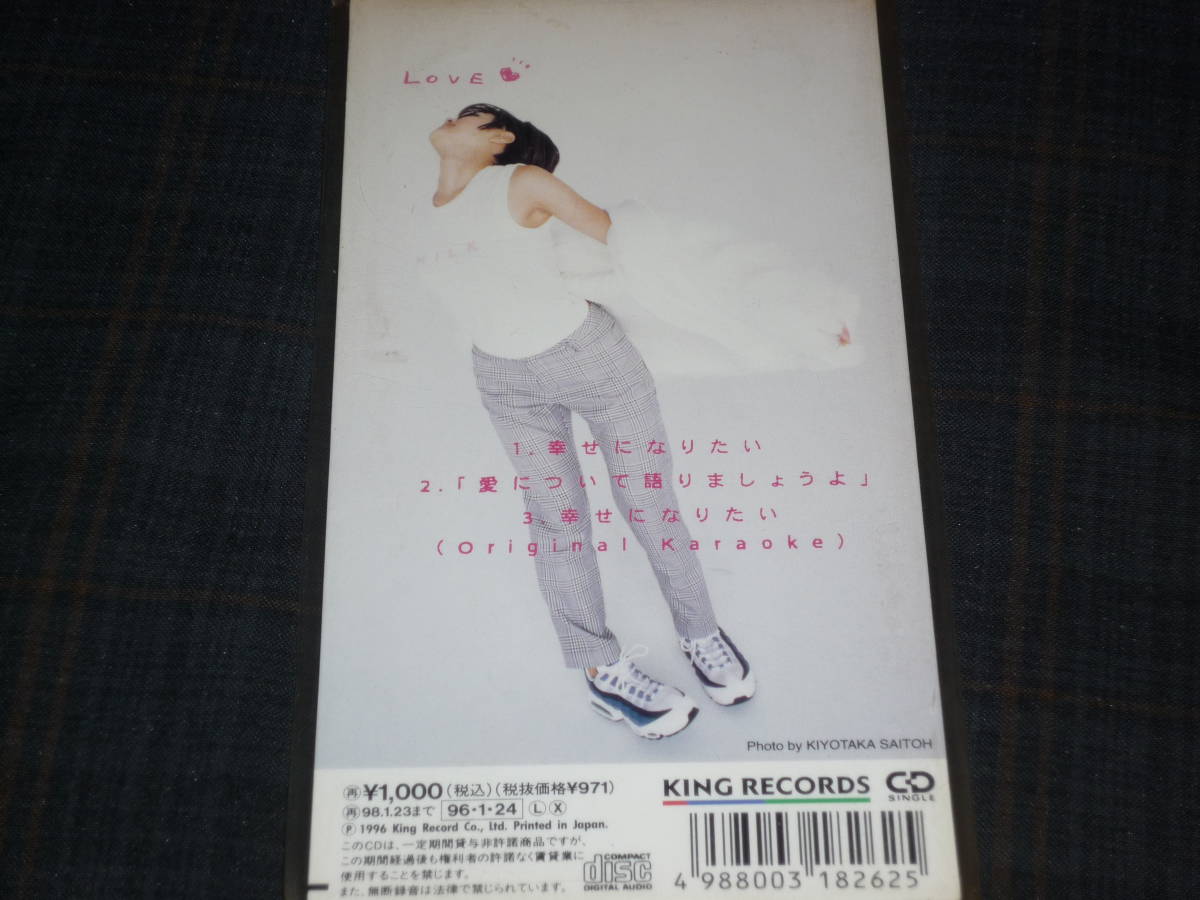 LOVE
MILK
1.幸せになりたい
2.「愛について語りましょうよ」
3.幸せになりたい
(Original Karaoke)
Photo by KIYOTAKA SAITOH
再¥1,000(税込)(税抜価格¥971)
再98.1.23まで 96・1・24 L X
Ⓟ 1996 King Record Co., Ltd. Printed in Japan.
このCDは、一定期間貸与非許諾商品ですが、
この期間経過後も権利者の許諾なく賃貸業に
使用することを禁じます。
また、無断録音は法律で禁じられています。
KING RECORDS
CD
SINGLE
COMPACT
disc
DIGITAL AUDIO
4 988003 182625